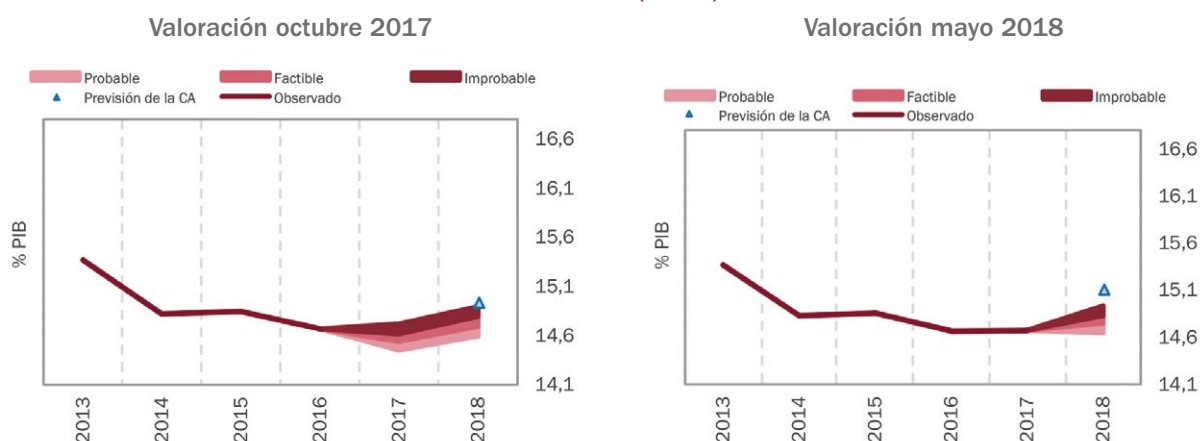 Valoración octubre 2017
Probable Factible Improbable
Previsión de la CA Observado
% PIB
16,6
16,1
15,6
15,1
14,6
14,1
2013 2014 2015 2016 2017 2018
Valoración mayo 2018
Probable Factible Improbable
Previsión de la CA Observado
% PIB
16,6
16,1
15,6
15,1
14,6
14,1
2013 2014 2015 2016 2017 2018